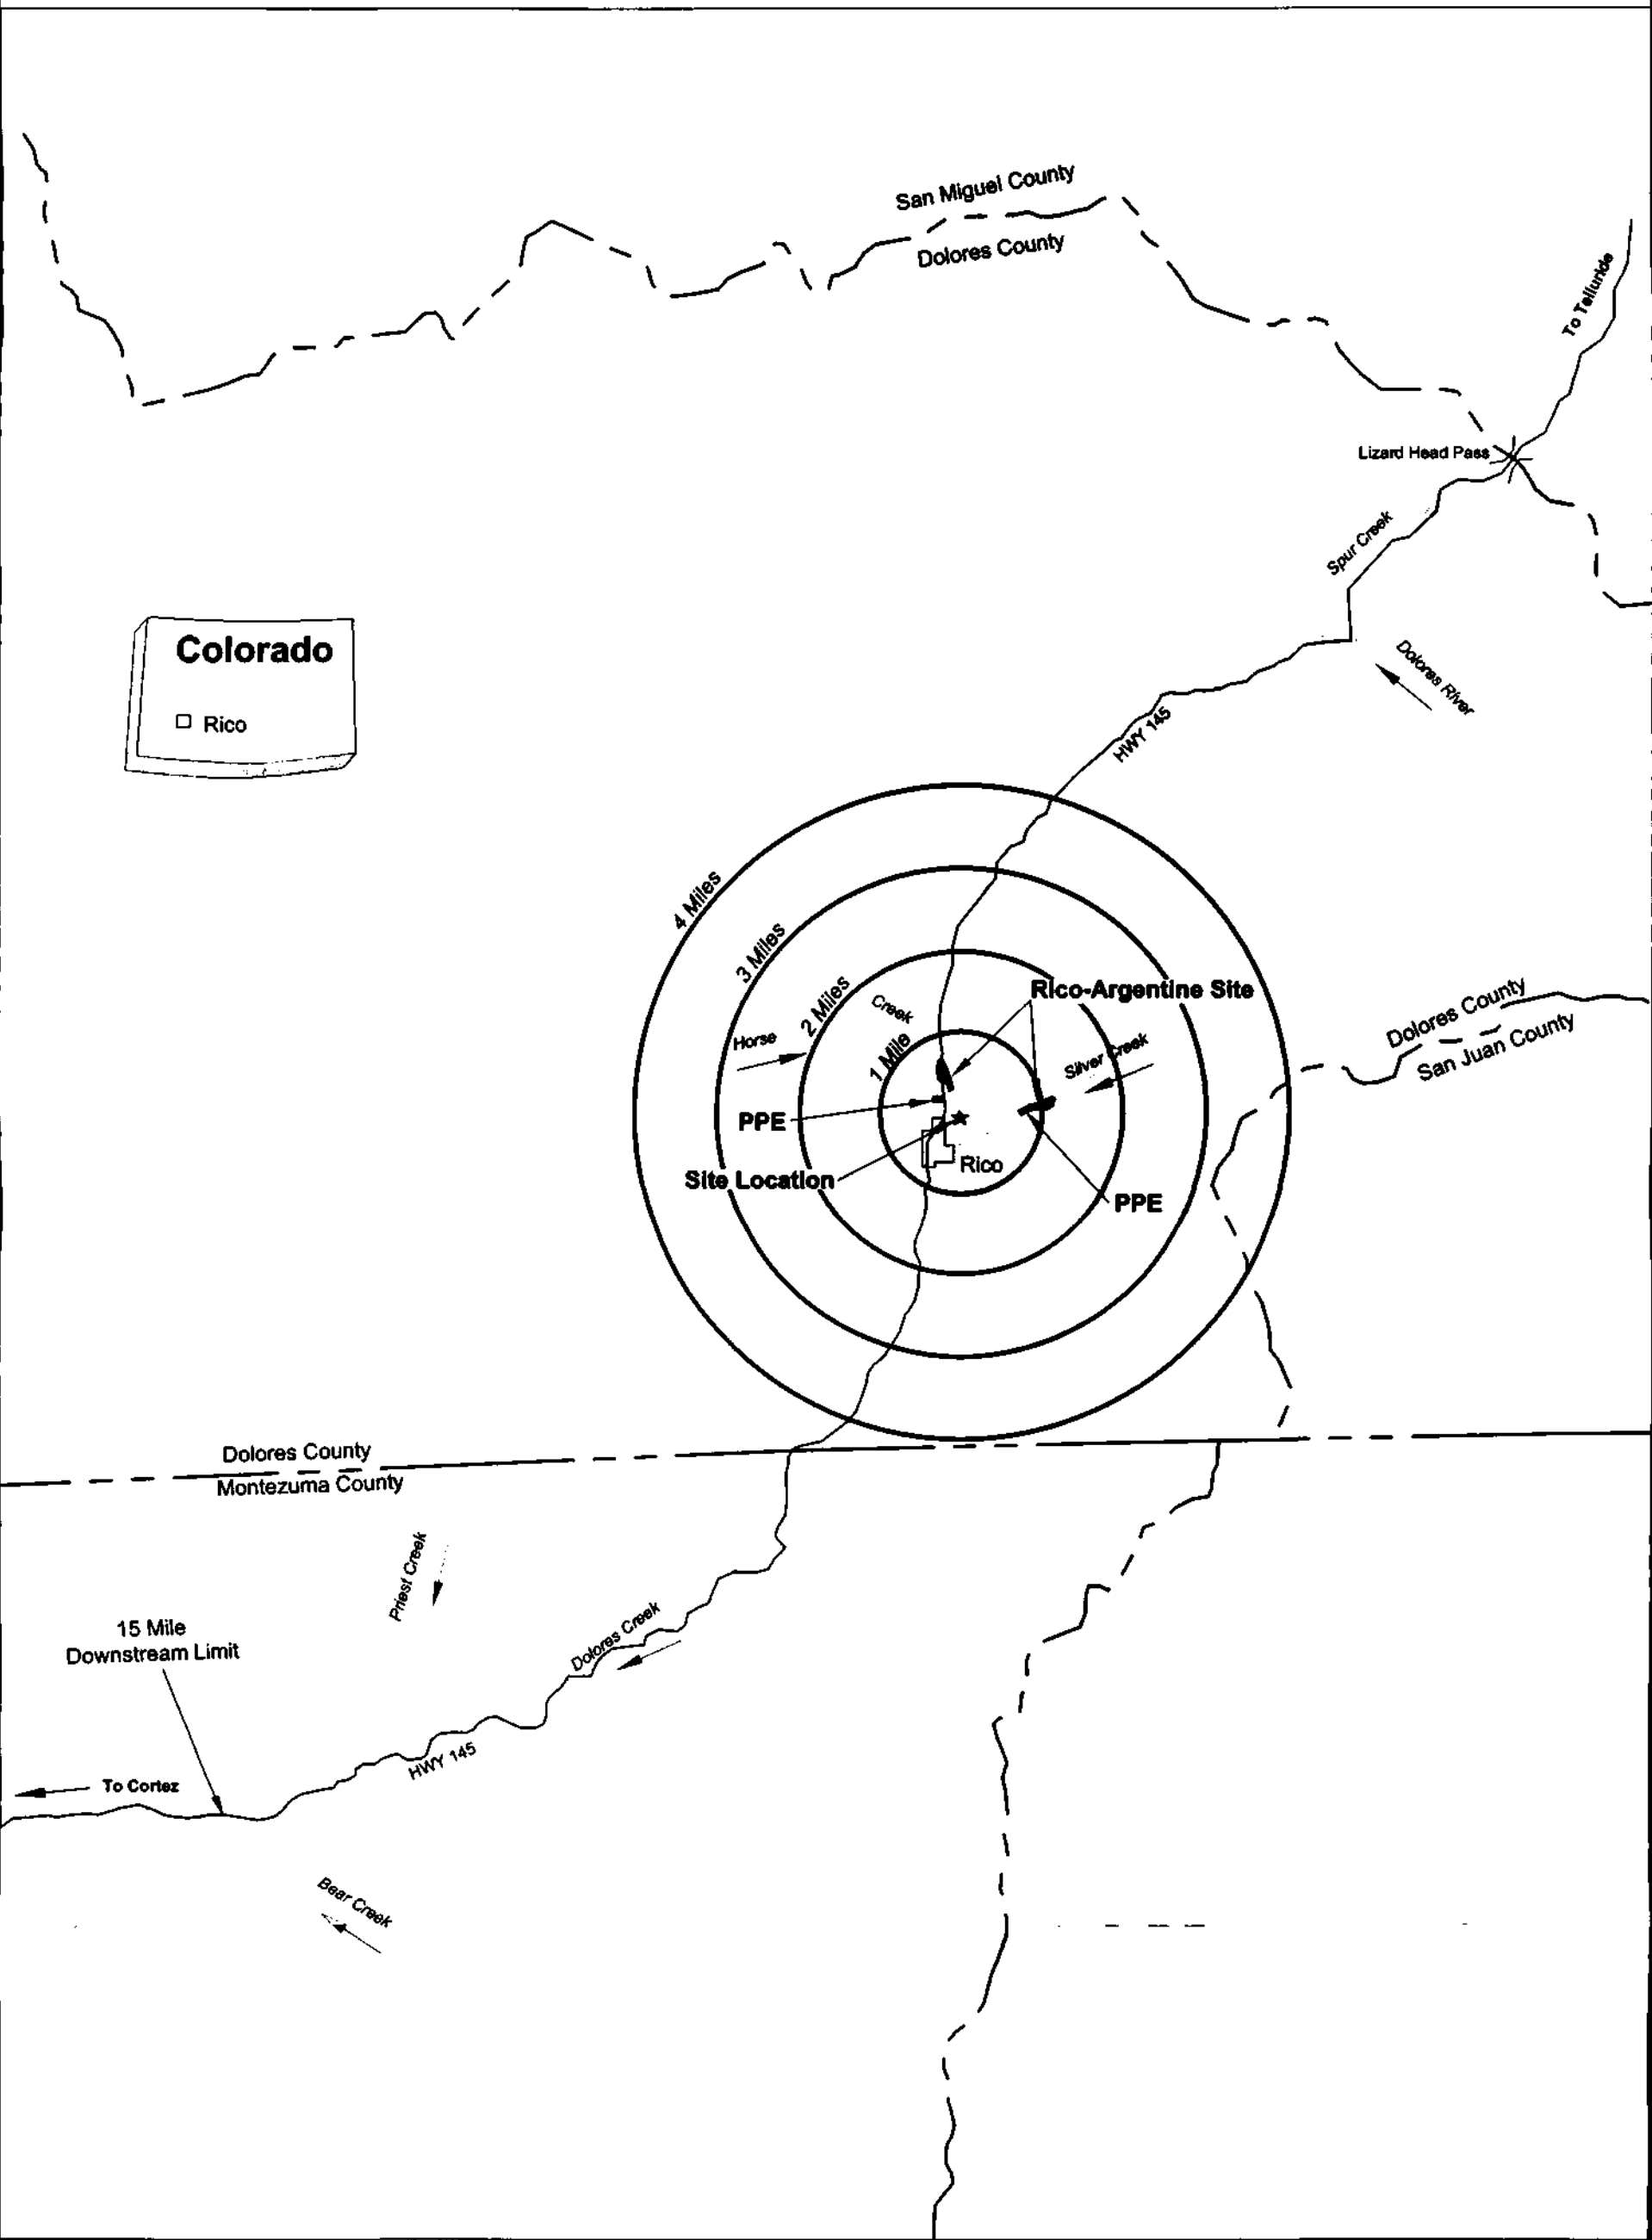 San Miguel County
Dolores County
To Telluride
Lizard Head Pass
Spur Creek
Colorado
Rico
Dolores River
HWY 145
4 Miles
3 Miles
2 Miles
1 Mile
Rico-Argentine Site
Horse
Creek
Silver Creek
Dolores County
San Juan County
PPE
Site Location
Rico
PPE
Dolores County
Montezuma County
Priest Creek
15 Mile
Downstream Limit
Dolores Creek
HWY 145
To Cortez
Bear Creek